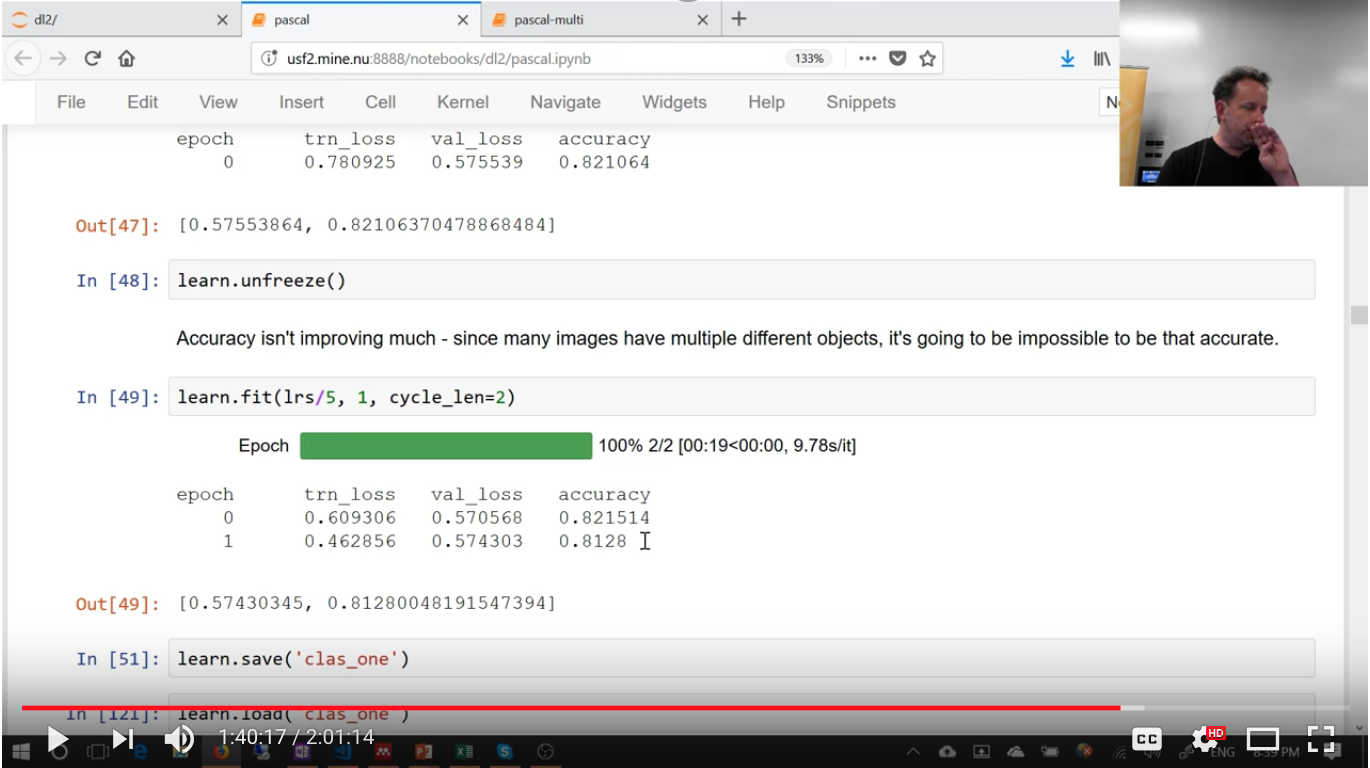 dl2/
pascal
pascal-multi
usf2.mine.nu:8888/notebooks/dl2/pascal.ipynb
133%
File Edit View Insert Cell Kernel Navigate Widgets Help Snippets
epoch trn_loss val_loss accuracy
0 0.780925 0.575539 0.821064
Out[47]: [0.57553864, 0.82106370478868484]
In [48]: learn.unfreeze()
Accuracy isn't improving much - since many images have multiple different objects, it's going to be impossible to be that accurate.
In [49]: learn.fit(lrs/5, 1, cycle_len=2)
Epoch 100% 2/2 [00:19<00:00, 9.78s/it]
epoch trn_loss val_loss accuracy
0 0.609306 0.570568 0.821514
1 0.462856 0.574303 0.8128
Out[49]: [0.57430345, 0.81280048191547394]
In [51]: learn.save('clas_one')
In [121]: learn.load('clas_one')
1:40:17 / 2:01:14
CC
HD
ENG 8:39 PM